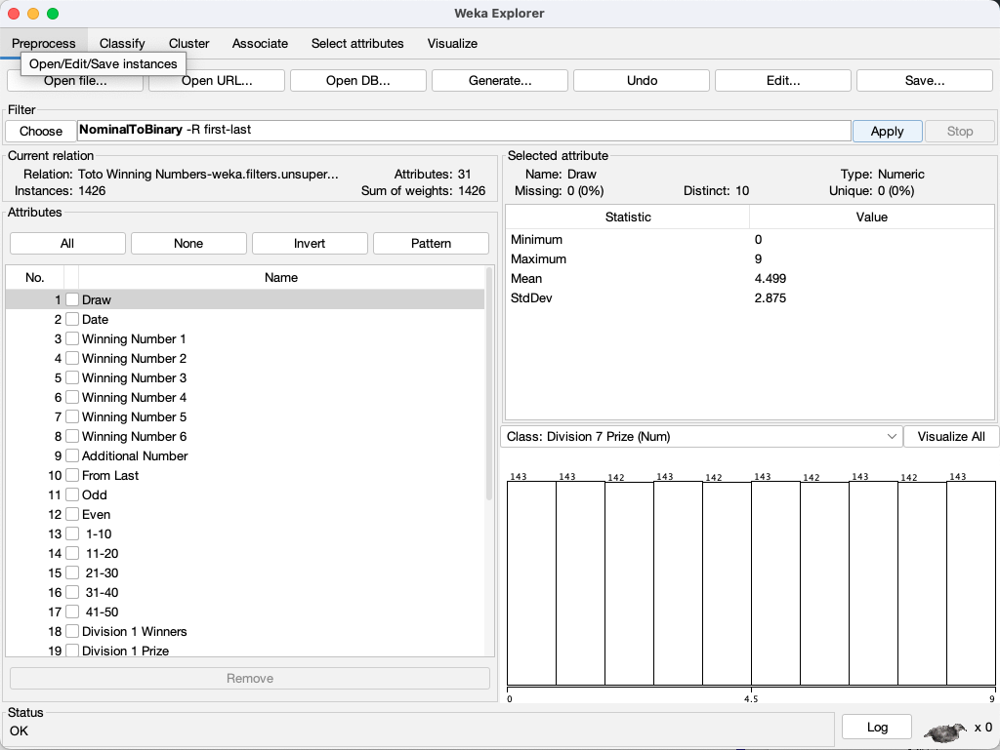 Weka Explorer
Preprocess Classify Cluster Associate Select attributes Visualize
Open/Edit/Save instances
Open file... Open URL... Open DB... Generate... Undo Edit... Save...
Filter
Choose NominalToBinary -R first-last Apply Stop
Current relation
Relation: Toto Winning Numbers-weka.filters.unsuper... Attributes: 31
Instances: 1426 Sum of weights: 1426
Attributes
All None Invert Pattern
No. Name
1 Draw
2 Date
3 Winning Number 1
4 Winning Number 2
5 Winning Number 3
6 Winning Number 4
7 Winning Number 5
8 Winning Number 6
9 Additional Number
10 From Last
11 Odd
12 Even
13 1-10
14 11-20
15 21-30
16 31-40
17 41-50
18 Division 1 Winners
19 Division 1 Prize
Remove
Selected attribute
Name: Draw Type: Numeric
Missing: 0 (0%) Distinct: 10 Unique: 0 (0%)
Statistic Value
Minimum 0
Maximum 9
Mean 4.499
StdDev 2.875
Class: Division 7 Prize (Num) Visualize All
143 143 142 143 142 143 142 143 142 143
0 4.5 9
Status
OK
Log x 0